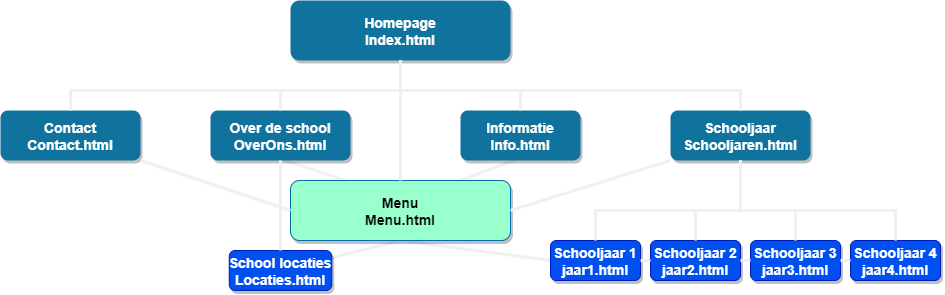 Homepage
Index.html
Contact
Contact.html
Over de school
OverOns.html
Informatie
Info.html
Schooljaar
Schooljaren.html
Menu
Menu.html
School locaties
Locaties.html
Schooljaar 1
jaar1.html
Schooljaar 2
jaar2.html
Schooljaar 3
jaar3.html
Schooljaar 4
jaar4.html